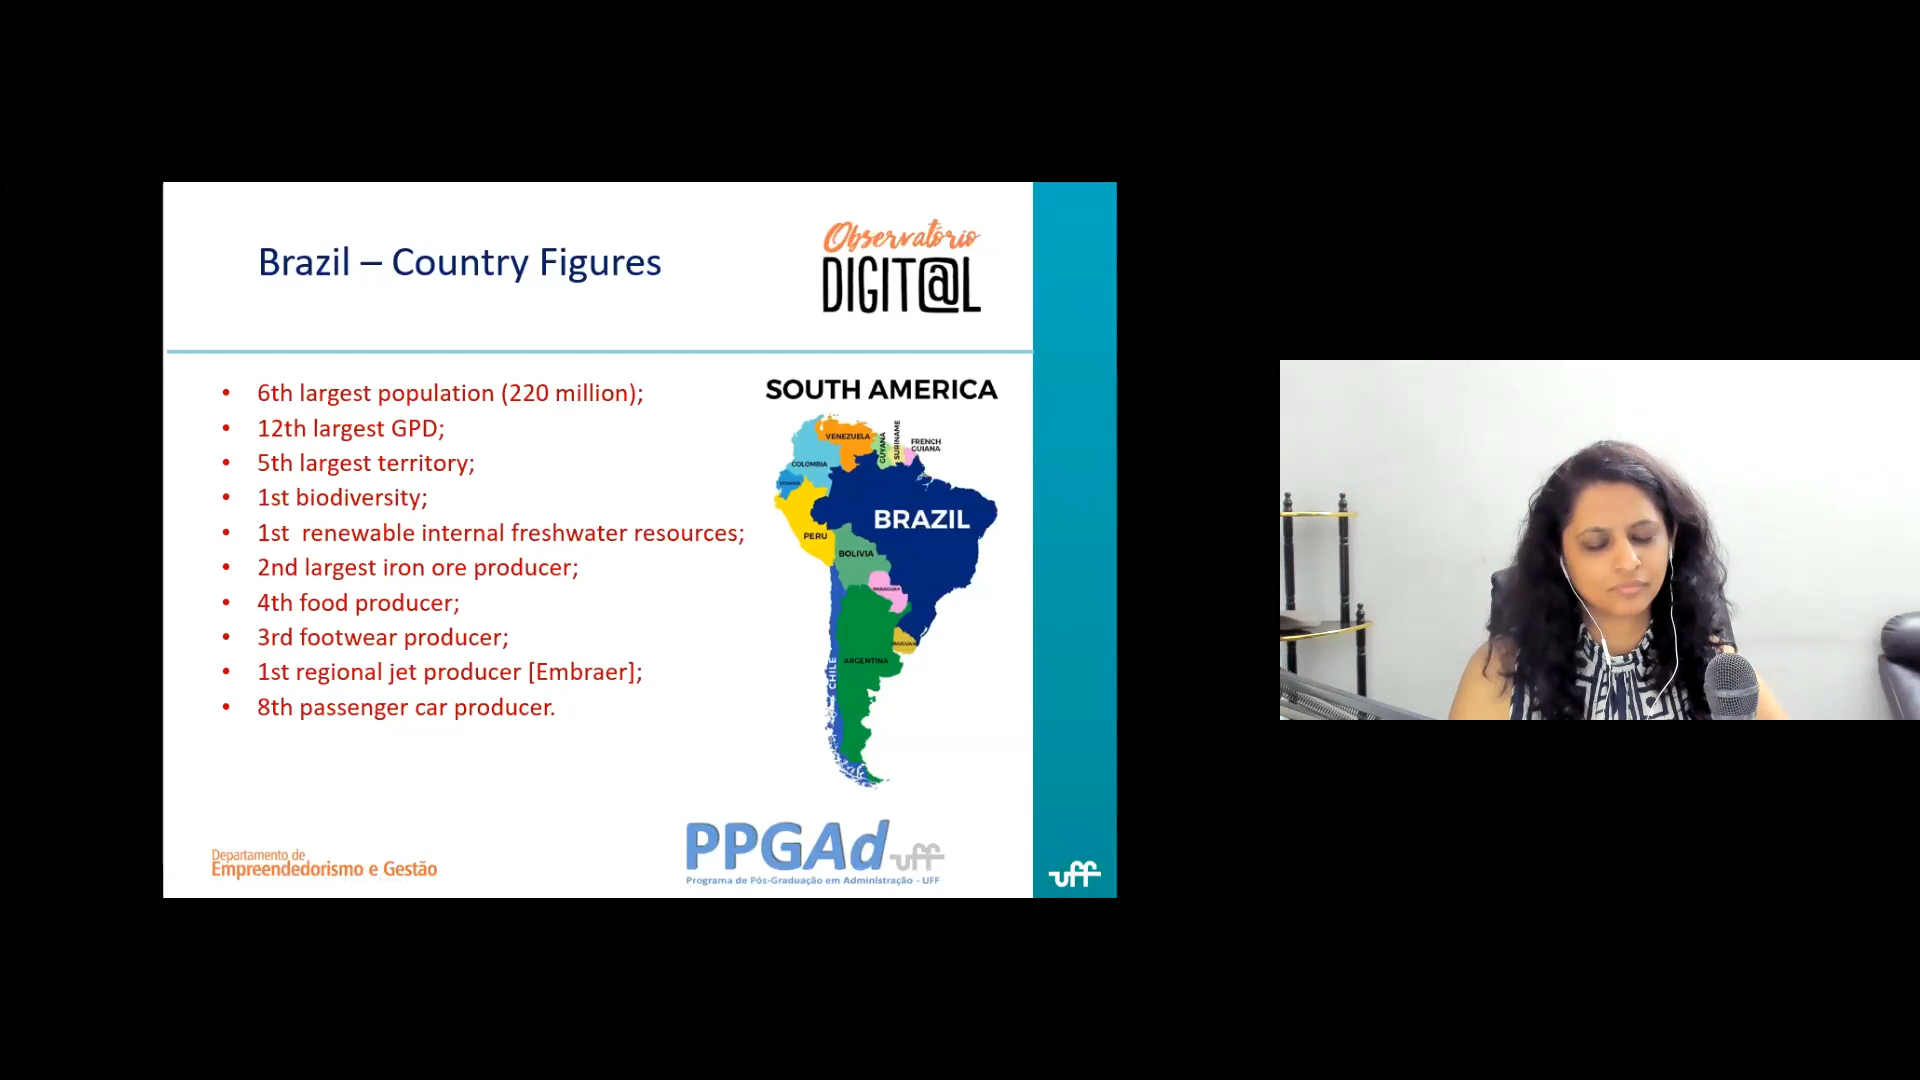 Brazil – Country Figures
Observatório
DIGIT@L
• 6th largest population (220 million);
• 12th largest GPD;
• 5th largest territory;
• 1st biodiversity;
• 1st  renewable internal freshwater resources;
• 2nd largest iron ore producer;
• 4th food producer;
• 3rd footwear producer;
• 1st regional jet producer [Embraer];
• 8th passenger car producer.
SOUTH AMERICA
VENEZUELA
GUYANA
SURINAME
FRENCH
GUIANA
COLOMBIA
BRAZIL
PERU
BOLIVIA
PARAGUAY
ARGENTINA
CHILE
Departamento de
Empreendedorismo e Gestão
PPGAd uff
Programa de Pós-Graduação em Administração - UFF
uff